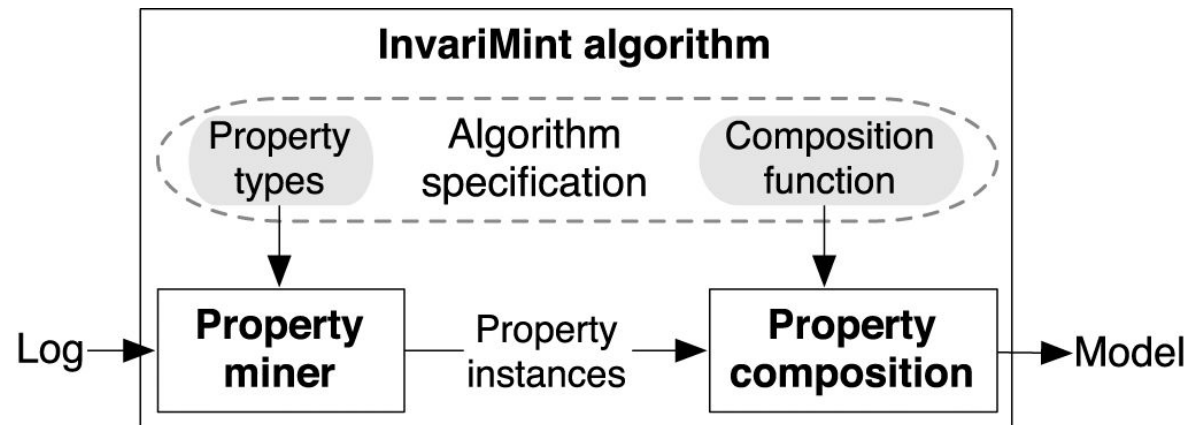 InvariMint algorithm
Property
types
Algorithm
specification
Composition
function
Log
Property
miner
Property
instances
Property
composition
Model